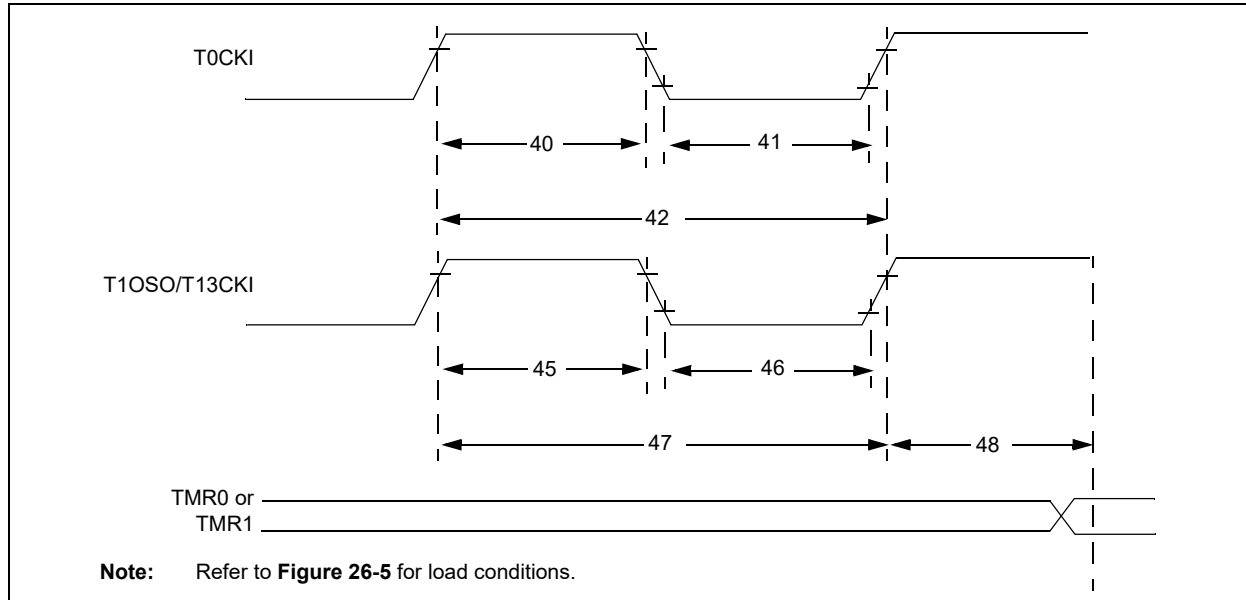 T0CKI
40
41
42
T1OSO/T13CKI
45
46
47
48
TMR0 or
TMR1
Note: Refer to Figure 26-5 for load conditions.